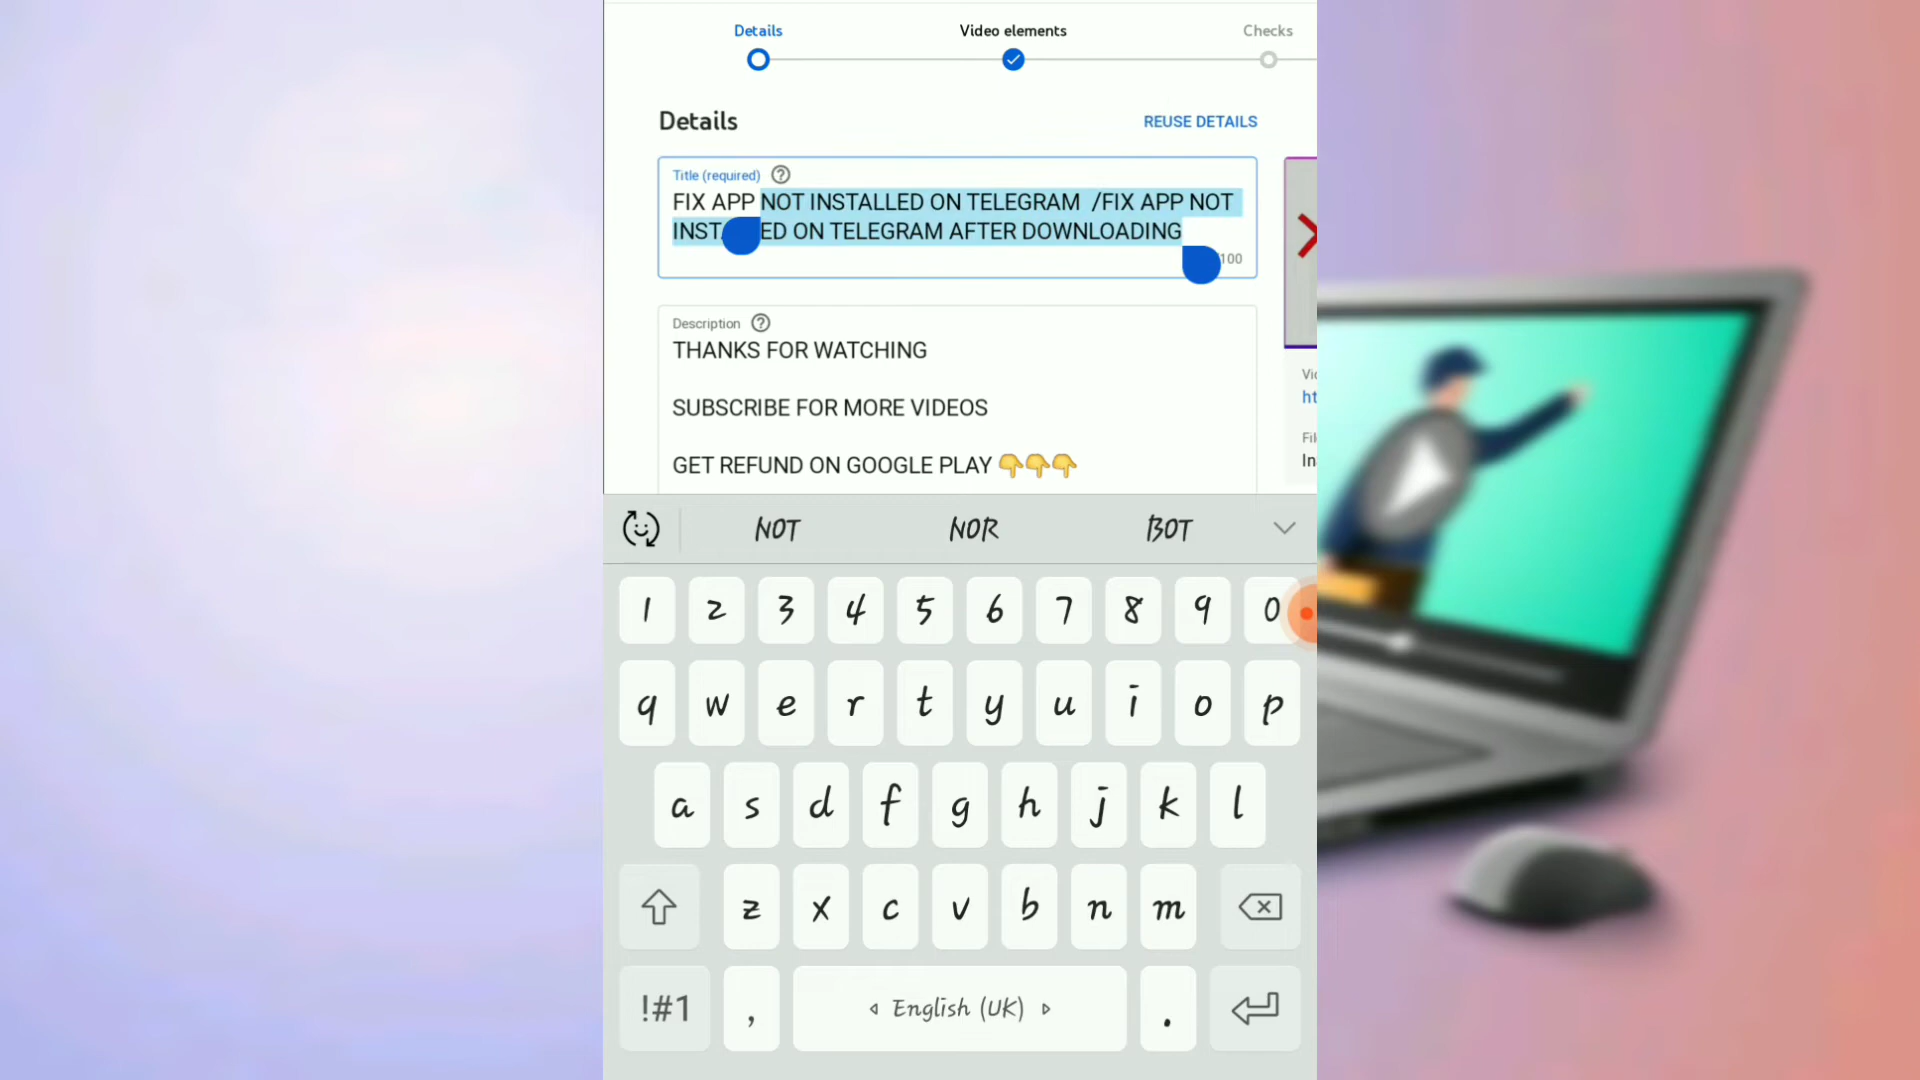 Details
Video elements
Checks
Details
REUSE DETAILS
Title (required)
FIX APP NOT INSTALLED ON TELEGRAM /FIX APP NOT
ED ON TELEGRAM AFTER DOWNLOADING
100
Description
THANKS FOR WATCHING
SUBSCRIBE FOR MORE VIDEOS
GET REFUND ON GOOGLE PLAY 👇👇👇
NOT NOR BOT
1 2 3 4 5 6 7 8 9 0
q w e r t y u i o p
a s d f g h j k l
z x c v b n m
!#1 , English (UK) .